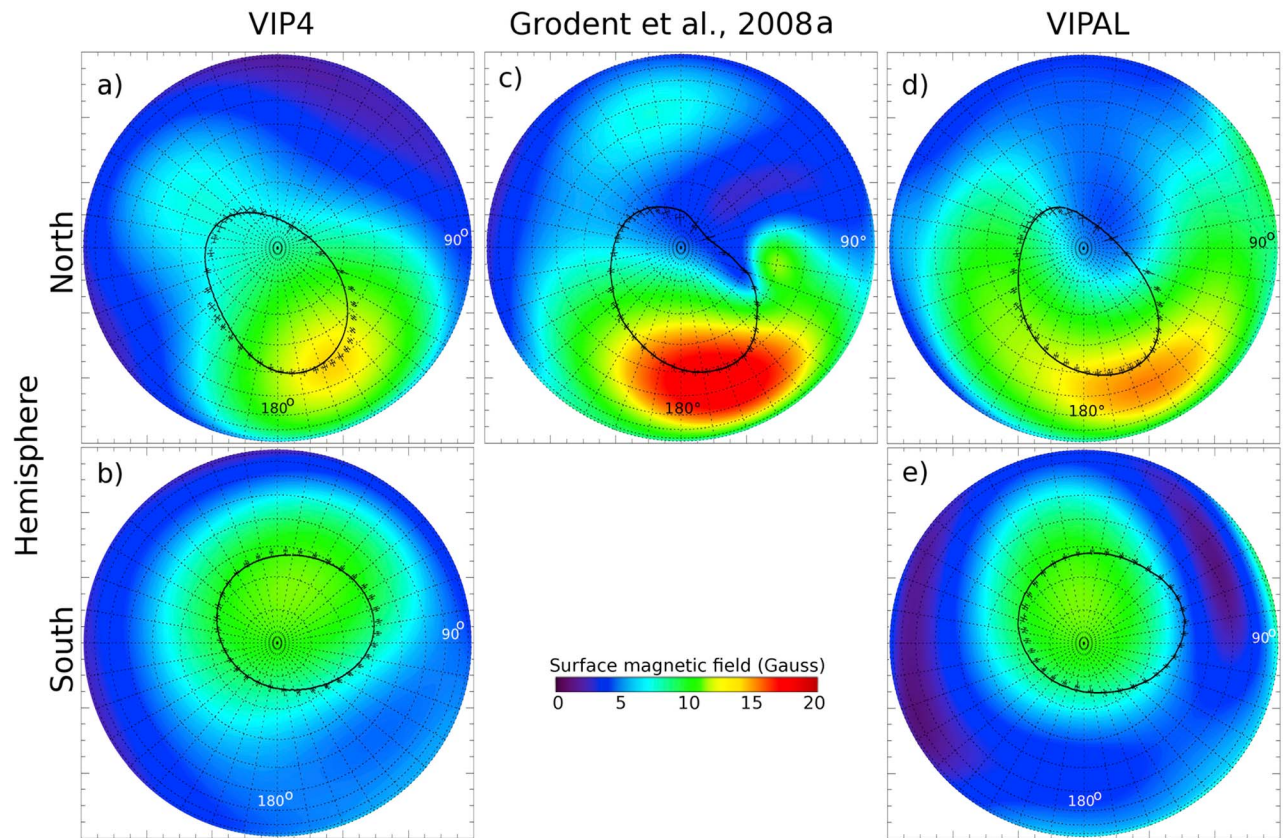 VIP4
Grodent et al., 2008a
VIPAL
a)
c)
d)
90°
90°
90°
180°
180°
180°
North
Hemisphere
South
b)
e)
90°
90°
180°
180°
Surface magnetic field (Gauss)
0 5 10 15 20